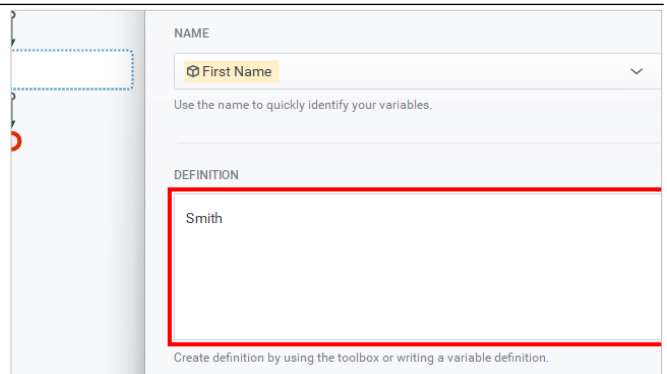 NAME
First Name
Use the name to quickly identify your variables.
DEFINITION
Smith
Create definition by using the toolbox or writing a variable definition.